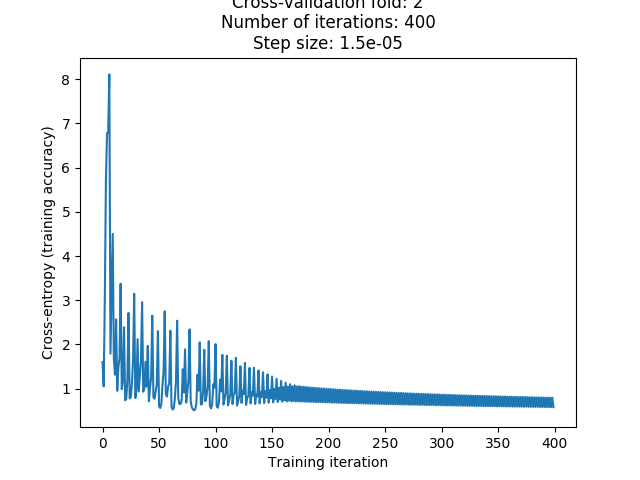 Cross-validation fold: 2
Number of iterations: 400
Step size: 1.5e-05
8
7
6
5
4
3
2
1
Cross-entropy (training accuracy)
0 50 100 150 200 250 300 350 400
Training iteration